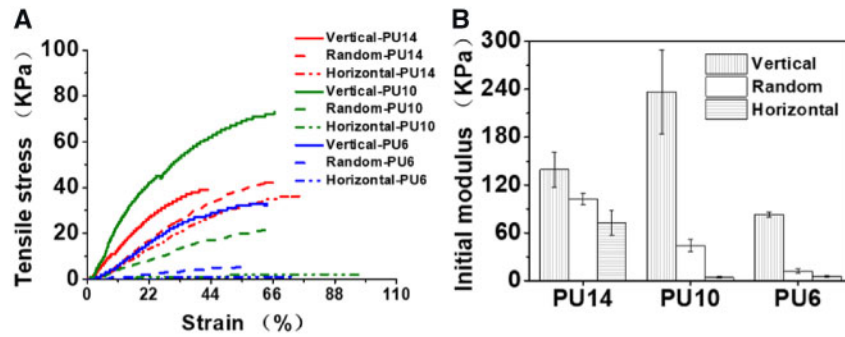 A
Tensile stress （KPa）
100
80
60
40
20
0
0 22 44 66 88 110
Strain （%）
Vertical-PU14
Random-PU14
Horizontal-PU14
Vertical-PU10
Random-PU10
Horizontal-PU10
Vertical-PU6
Random-PU6
Horizontal-PU6
B
Initial modulus （KPa）
300
240
180
120
60
0
PU14 PU10 PU6
Vertical
Random
Horizontal